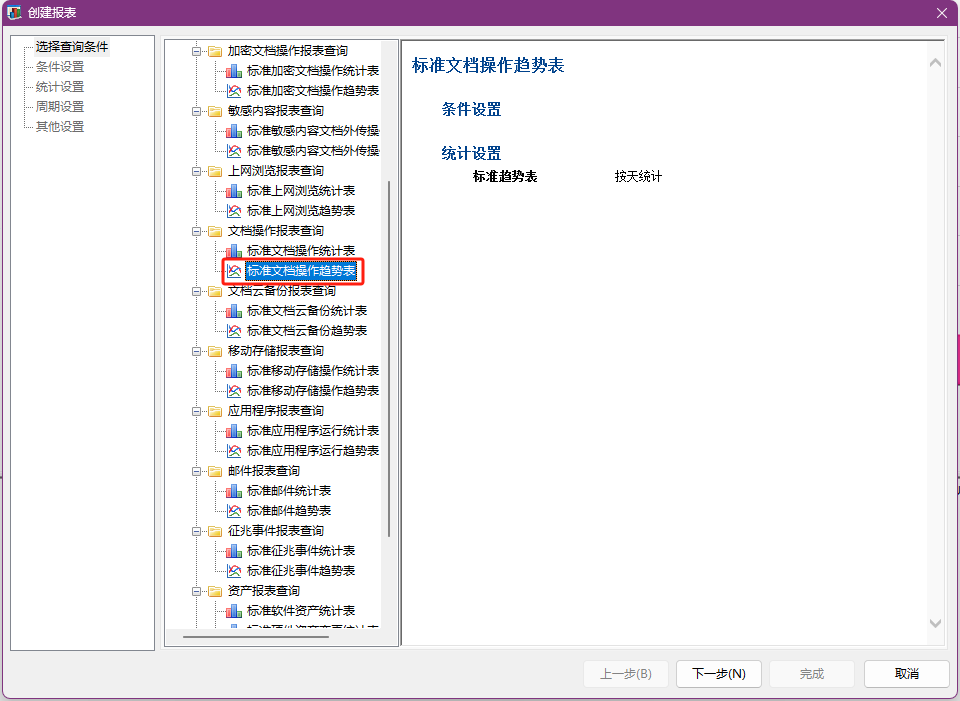 创建报表
选择查询条件
条件设置
统计设置
周期设置
其他设置
加密文档操作报表查询
标准加密文档操作统计表
标准加密文档操作趋势表
敏感内容报表查询
标准敏感内容文档外传操
标准敏感内容文档外传操
上网浏览报表查询
标准上网浏览统计表
标准上网浏览趋势表
文档操作报表查询
标准文档操作统计表
标准文档操作趋势表
文档云备份报表查询
标准文档云备份统计表
标准文档云备份趋势表
移动存储报表查询
标准移动存储操作统计表
标准移动存储操作趋势表
应用程序报表查询
标准应用程序运行统计表
标准应用程序运行趋势表
邮件报表查询
标准邮件统计表
标准邮件趋势表
征兆事件报表查询
标准征兆事件统计表
标准征兆事件趋势表
资产报表查询
标准软件资产统计表
标准文档操作趋势表
条件设置
统计设置
标准趋势表 按天统计
上一步(B) 下一步(N) 完成 取消